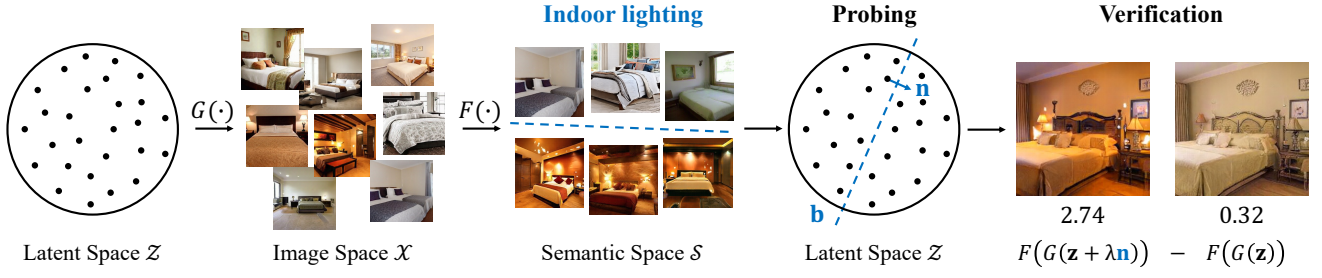 Indoor lighting
Probing
Verification
G(·)
F(·)
n
b
2.74
0.32
Latent Space 𝒵
Image Space 𝒳
Semantic Space 𝒮
Latent Space 𝒵
F(G(z + λn)) − F(G(z))